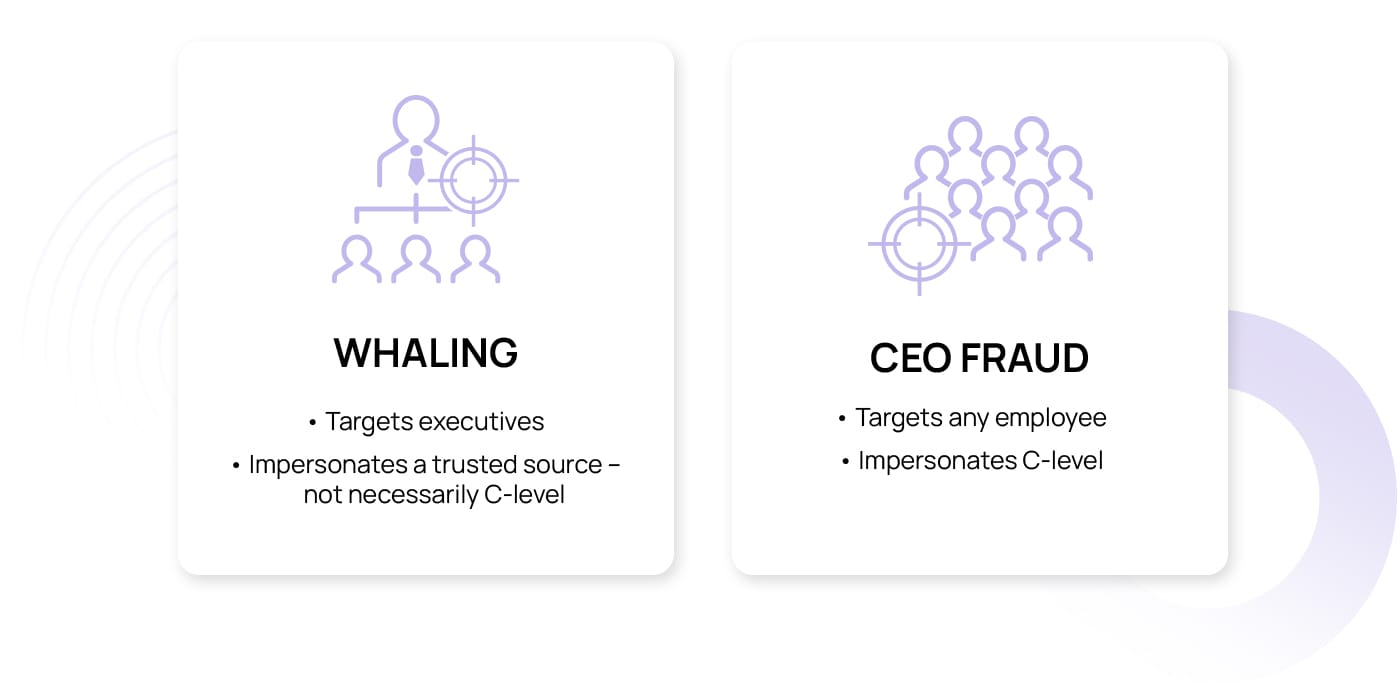 WHALING
• Targets executives
• Impersonates a trusted source –
not necessarily C-level
CEO FRAUD
• Targets any employee
• Impersonates C-level